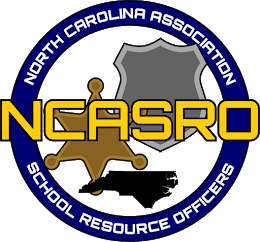 NORTH CAROLINA ASSOCIATION
NCASRO
SCHOOL RESOURCE OFFICERS